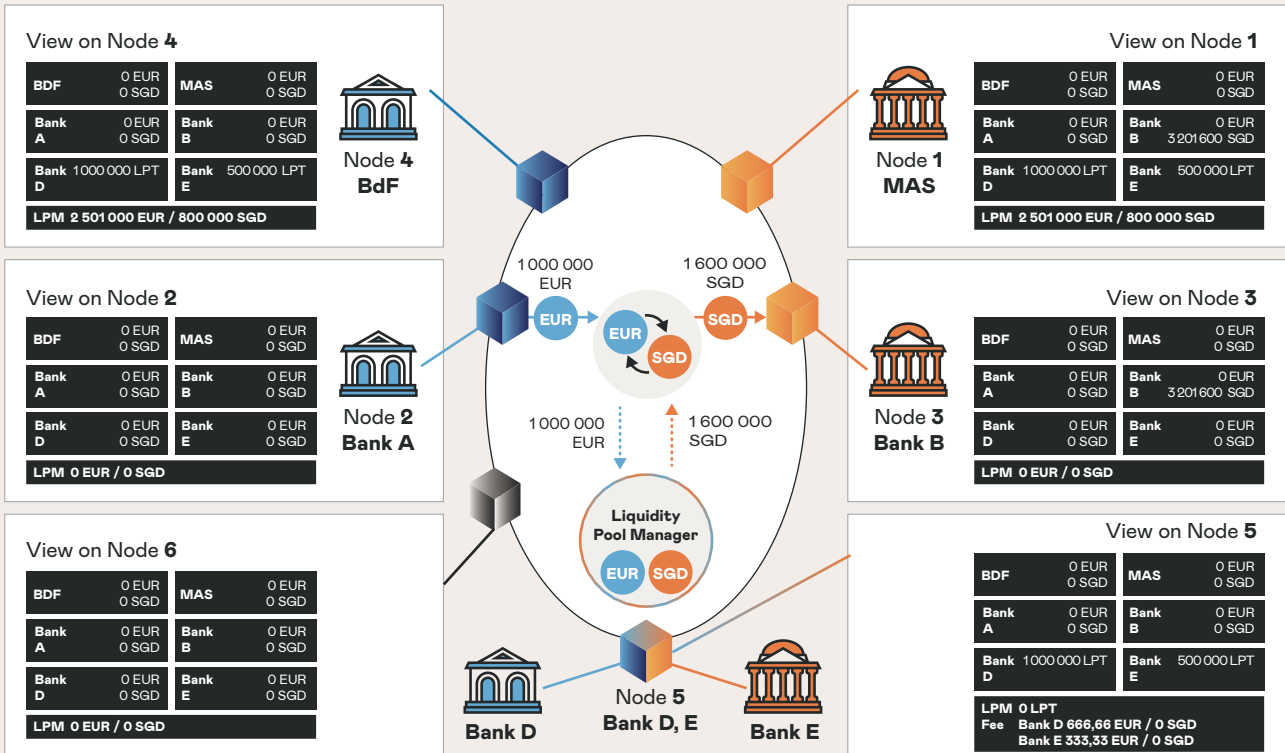 View on Node 4
BDF 0 EUR
0 SGD
MAS 0 EUR
0 SGD
Bank A 0 EUR
0 SGD
Bank B 0 EUR
0 SGD
Bank D 1000 000 LPT
Bank E 500 000 LPT
LPM 2 501 000 EUR / 800 000 SGD
Node 4
BdF
View on Node 1
BDF 0 EUR
0 SGD
MAS 0 EUR
0 SGD
Bank A 0 EUR
0 SGD
Bank B 0 EUR
3 201 600 SGD
Bank D 1000 000 LPT
Bank E 500 000 LPT
LPM 2 501 000 EUR / 800 000 SGD
Node 1
MAS
View on Node 2
BDF 0 EUR
0 SGD
MAS 0 EUR
0 SGD
Bank A 0 EUR
0 SGD
Bank B 0 EUR
0 SGD
Bank D 0 EUR
0 SGD
Bank E 0 EUR
0 SGD
LPM 0 EUR / 0 SGD
Node 2
Bank A
1 000 000
EUR
EUR
1 600 000
SGD
SGD
EUR
SGD
1 000 000
EUR
1 600 000
SGD
Liquidity
Pool Manager
EUR
SGD
View on Node 3
BDF 0 EUR
0 SGD
MAS 0 EUR
0 SGD
Bank A 0 EUR
0 SGD
Bank B 0 EUR
3 201 600 SGD
Bank D 0 EUR
0 SGD
Bank E 0 EUR
0 SGD
LPM 0 EUR / 0 SGD
Node 3
Bank B
View on Node 6
BDF 0 EUR
0 SGD
MAS 0 EUR
0 SGD
Bank A 0 EUR
0 SGD
Bank B 0 EUR
0 SGD
Bank D 0 EUR
0 SGD
Bank E 0 EUR
0 SGD
LPM 0 EUR / 0 SGD
Bank D
Node 5
Bank D, E
Bank E
View on Node 5
BDF 0 EUR
0 SGD
MAS 0 EUR
0 SGD
Bank A 0 EUR
0 SGD
Bank B 0 EUR
0 SGD
Bank D 1000 000 LPT
Bank E 500 000 LPT
LPM 0 LPT
Fee Bank D 666,66 EUR / 0 SGD
Bank E 333,33 EUR / 0 SGD